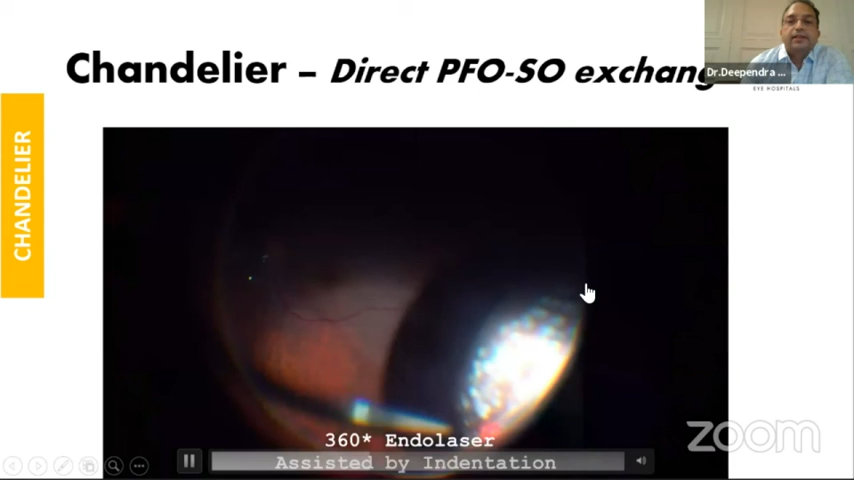 Chandelier – Direct PFO-SO exchang
Dr.Deependra ...
EYE HOSPITALS
CHANDELIER
360* Endolaser
Assisted by Indentation
zoom